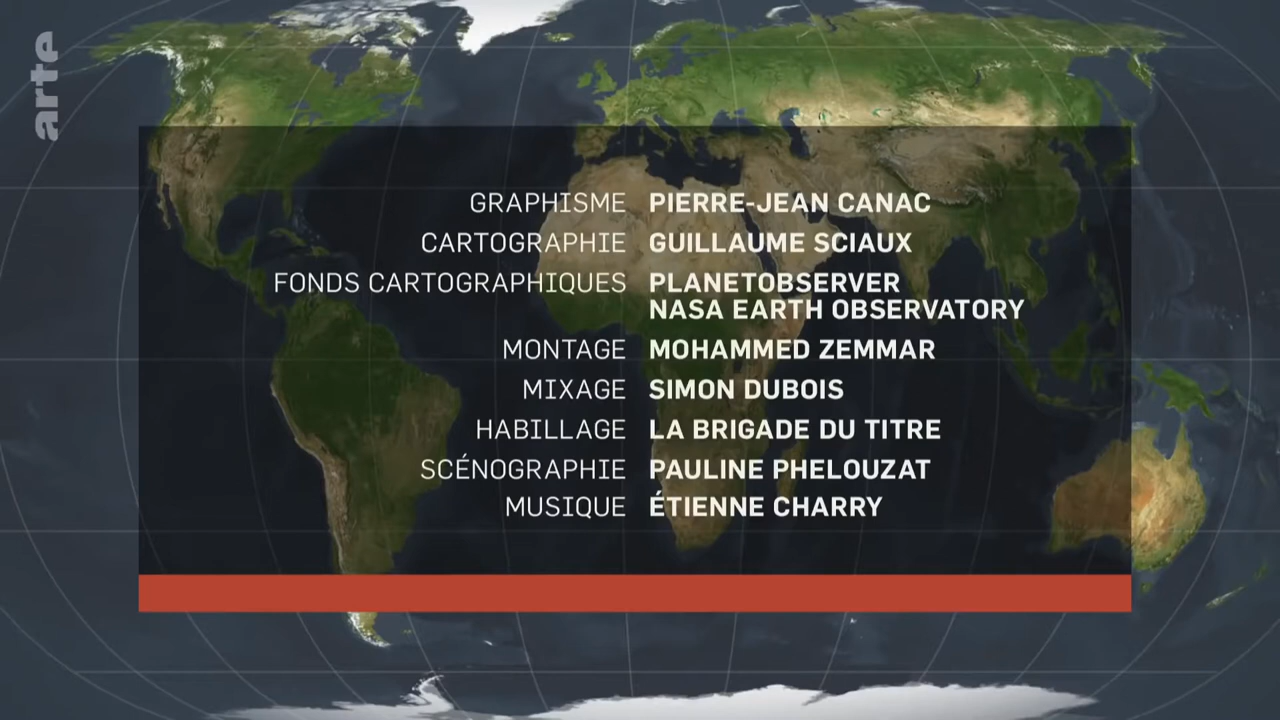 arte
GRAPHISME PIERRE-JEAN CANAC
CARTOGRAPHIE GUILLAUME SCIAUX
FONDS CARTOGRAPHIQUES PLANETOBSERVER
NASA EARTH OBSERVATORY
MONTAGE MOHAMMED ZEMMAR
MIXAGE SIMON DUBOIS
HABILLAGE LA BRIGADE DU TITRE
SCÉNOGRAPHIE PAULINE PHELOUZAT
MUSIQUE ÉTIENNE CHARRY